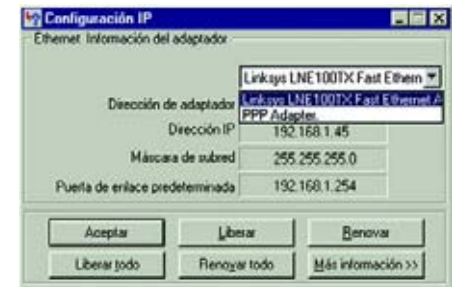 Configuración IP
Ethernet Información del adaptador
Linksys LNE100TX Fast Ethern
Linksys LNE100TX Fast Ethernet A
PPP Adapter.
Dirección de adaptador
Dirección IP 192.168.1.45
Máscara de subred 255.255.255.0
Puerta de enlace predeterminada 192.168.1.254
Aceptar Liberar Renovar
Liberar todo Renovar todo Más información >>